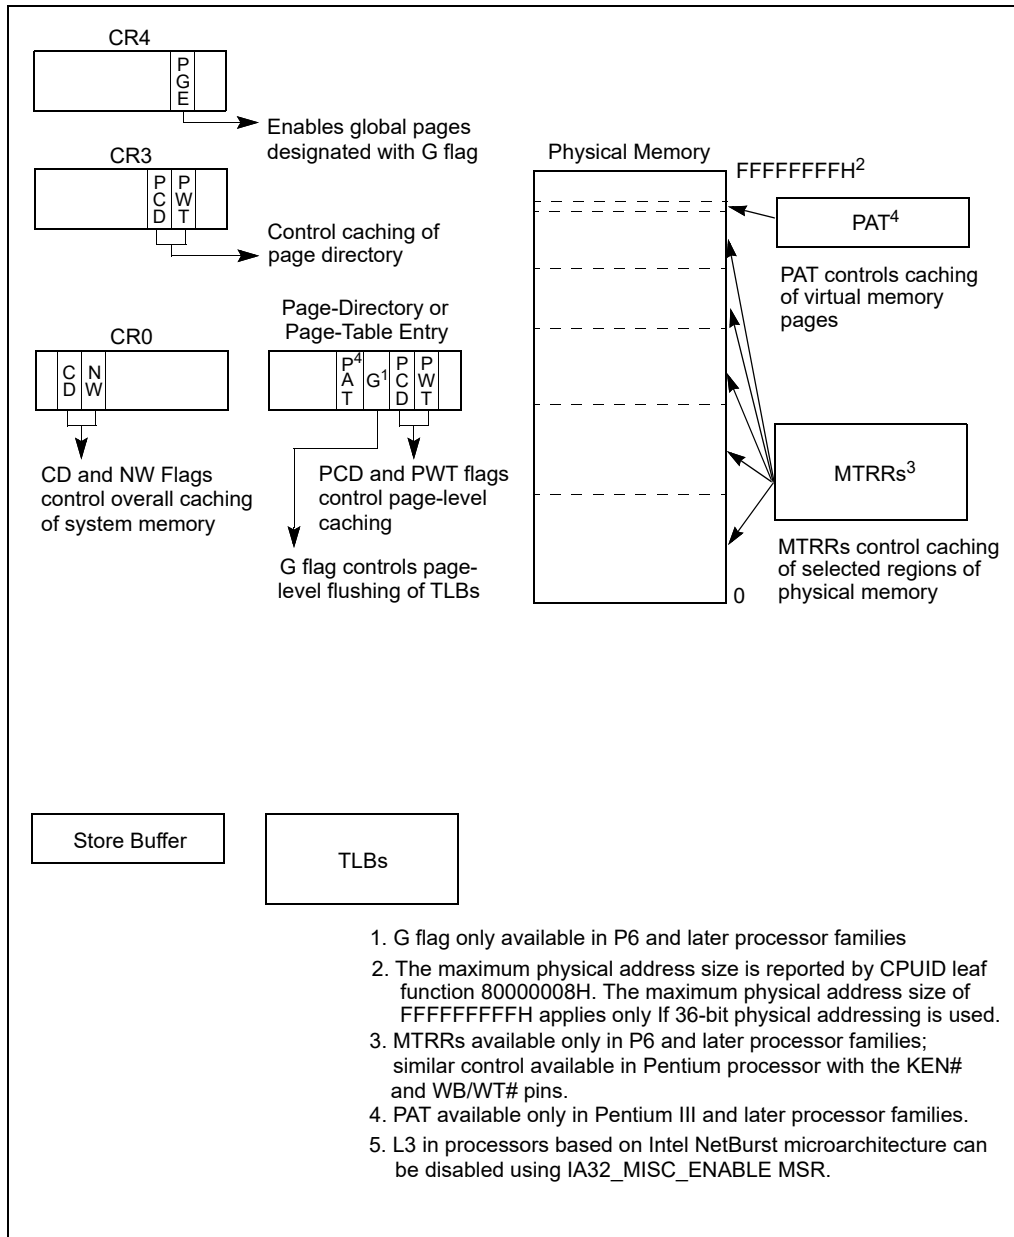 CR4
PGE
Enables global pages
designated with G flag
CR3
PCD
PWT
Control caching of
page directory
CR0
CD
NW
CD and NW Flags
control overall caching
of system memory
Page-Directory or
Page-Table Entry
PAT⁴
G¹
PCD
PWT
PCD and PWT flags
control page-level
caching
G flag controls page-
level flushing of TLBs
Physical Memory
FFFFFFFFH²
0
PAT⁴
PAT controls caching
of virtual memory
pages
MTRRs³
MTRRs control caching
of selected regions of
physical memory
Store Buffer
TLBs
1. G flag only available in P6 and later processor families
2. The maximum physical address size is reported by CPUID leaf
function 80000008H. The maximum physical address size of
FFFFFFFFFH applies only If 36-bit physical addressing is used.
3. MTRRs available only in P6 and later processor families;
similar control available in Pentium processor with the KEN#
and WB/WT# pins.
4. PAT available only in Pentium III and later processor families.
5. L3 in processors based on Intel NetBurst microarchitecture can
be disabled using IA32_MISC_ENABLE MSR.